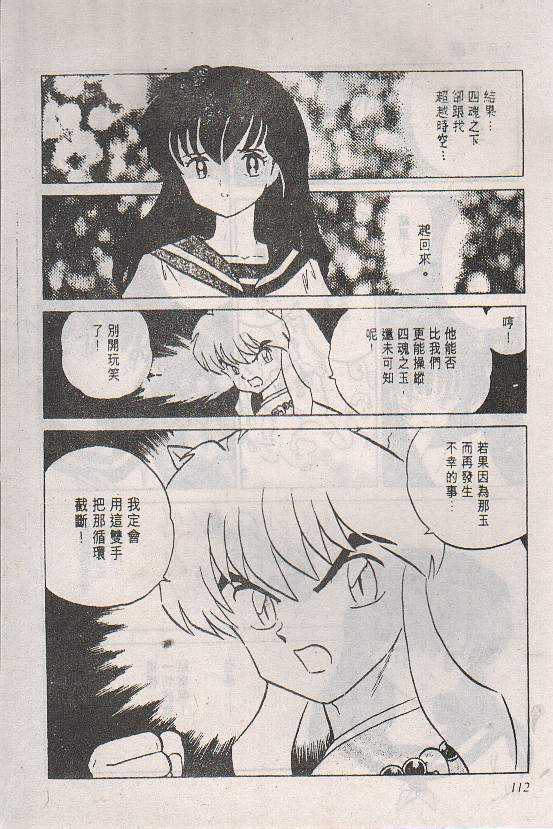 結果…
四魂之下
卻跟我
超越時空…
起回來。
哼！
他能否
比我們
更能操縱
四魂之玉，
還未可知
呢！
別開玩笑
了！
若果因為那玉
而再發生
不幸的事…
我定會
用這雙手
把那循環
截斷！
112